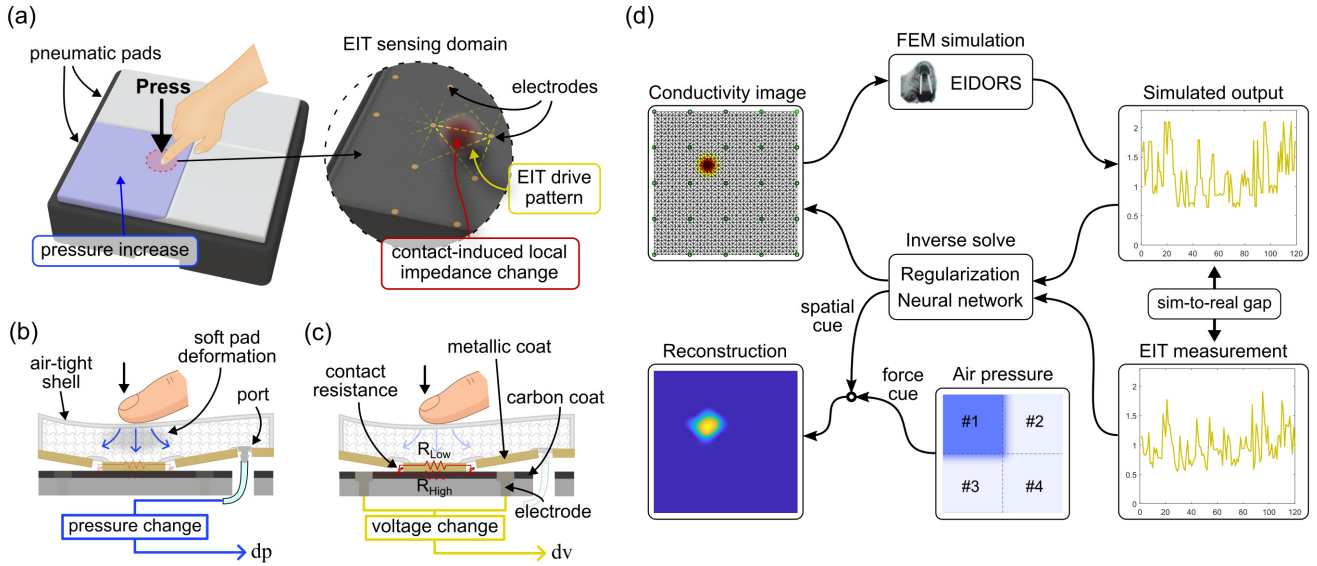 (a)
pneumatic pads
Press
pressure increase
EIT sensing domain
electrodes
EIT drive
pattern
contact-induced local
impedance change
(b)
air-tight
shell
soft pad
deformation
port
pressure change
dp
(c)
contact
resistance
metallic coat
carbon coat
R_Low
R_High
electrode
voltage change
dv
(d)
FEM simulation
EIDORS
Conductivity image
Simulated output
2
1.5
1
0.5
0
0 20 40 60 80 100 120
Inverse solve
Regularization
Neural network
sim-to-real gap
spatial
cue
force
cue
Reconstruction
Air pressure
#1
#2
#3
#4
EIT measurement
2
1.5
1
0.5
0
0 20 40 60 80 100 120